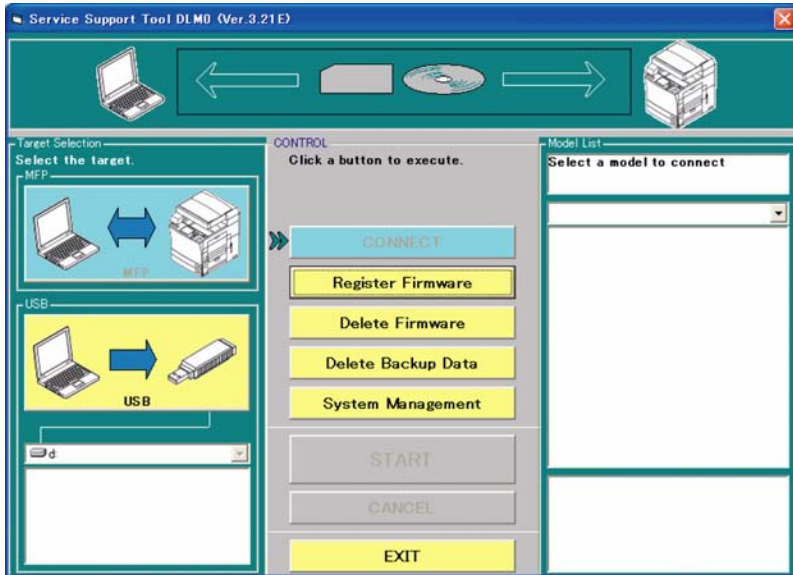 Service Support Tool DLM0 (Ver.3.21E)
Target Selection
Select the target.
MFP
MFP
USB
USB
d:
CONTROL
Click a button to execute.
CONNECT
Register Firmware
Delete Firmware
Delete Backup Data
System Management
START
CANCEL
EXIT
Model List
Select a model to connect